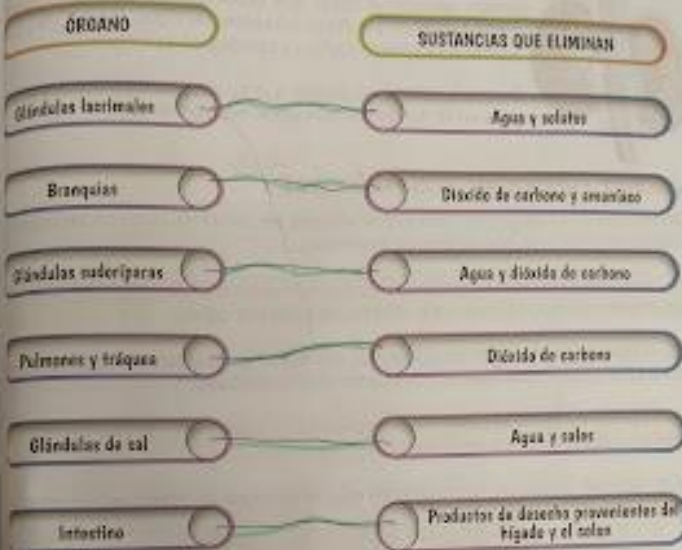 ÓRGANO
SUSTANCIAS QUE ELIMINAN
Glándulas lacrimales
Agua y solutos
Branquias
Dióxido de carbono y amoníaco
Glándulas sudoríparas
Agua y dióxido de carbono
Pulmones y tráquea
Dióxido de carbono
Glándulas de sal
Agua y sales
Intestino
Productos de desecho provenientes del
hígado y el colon